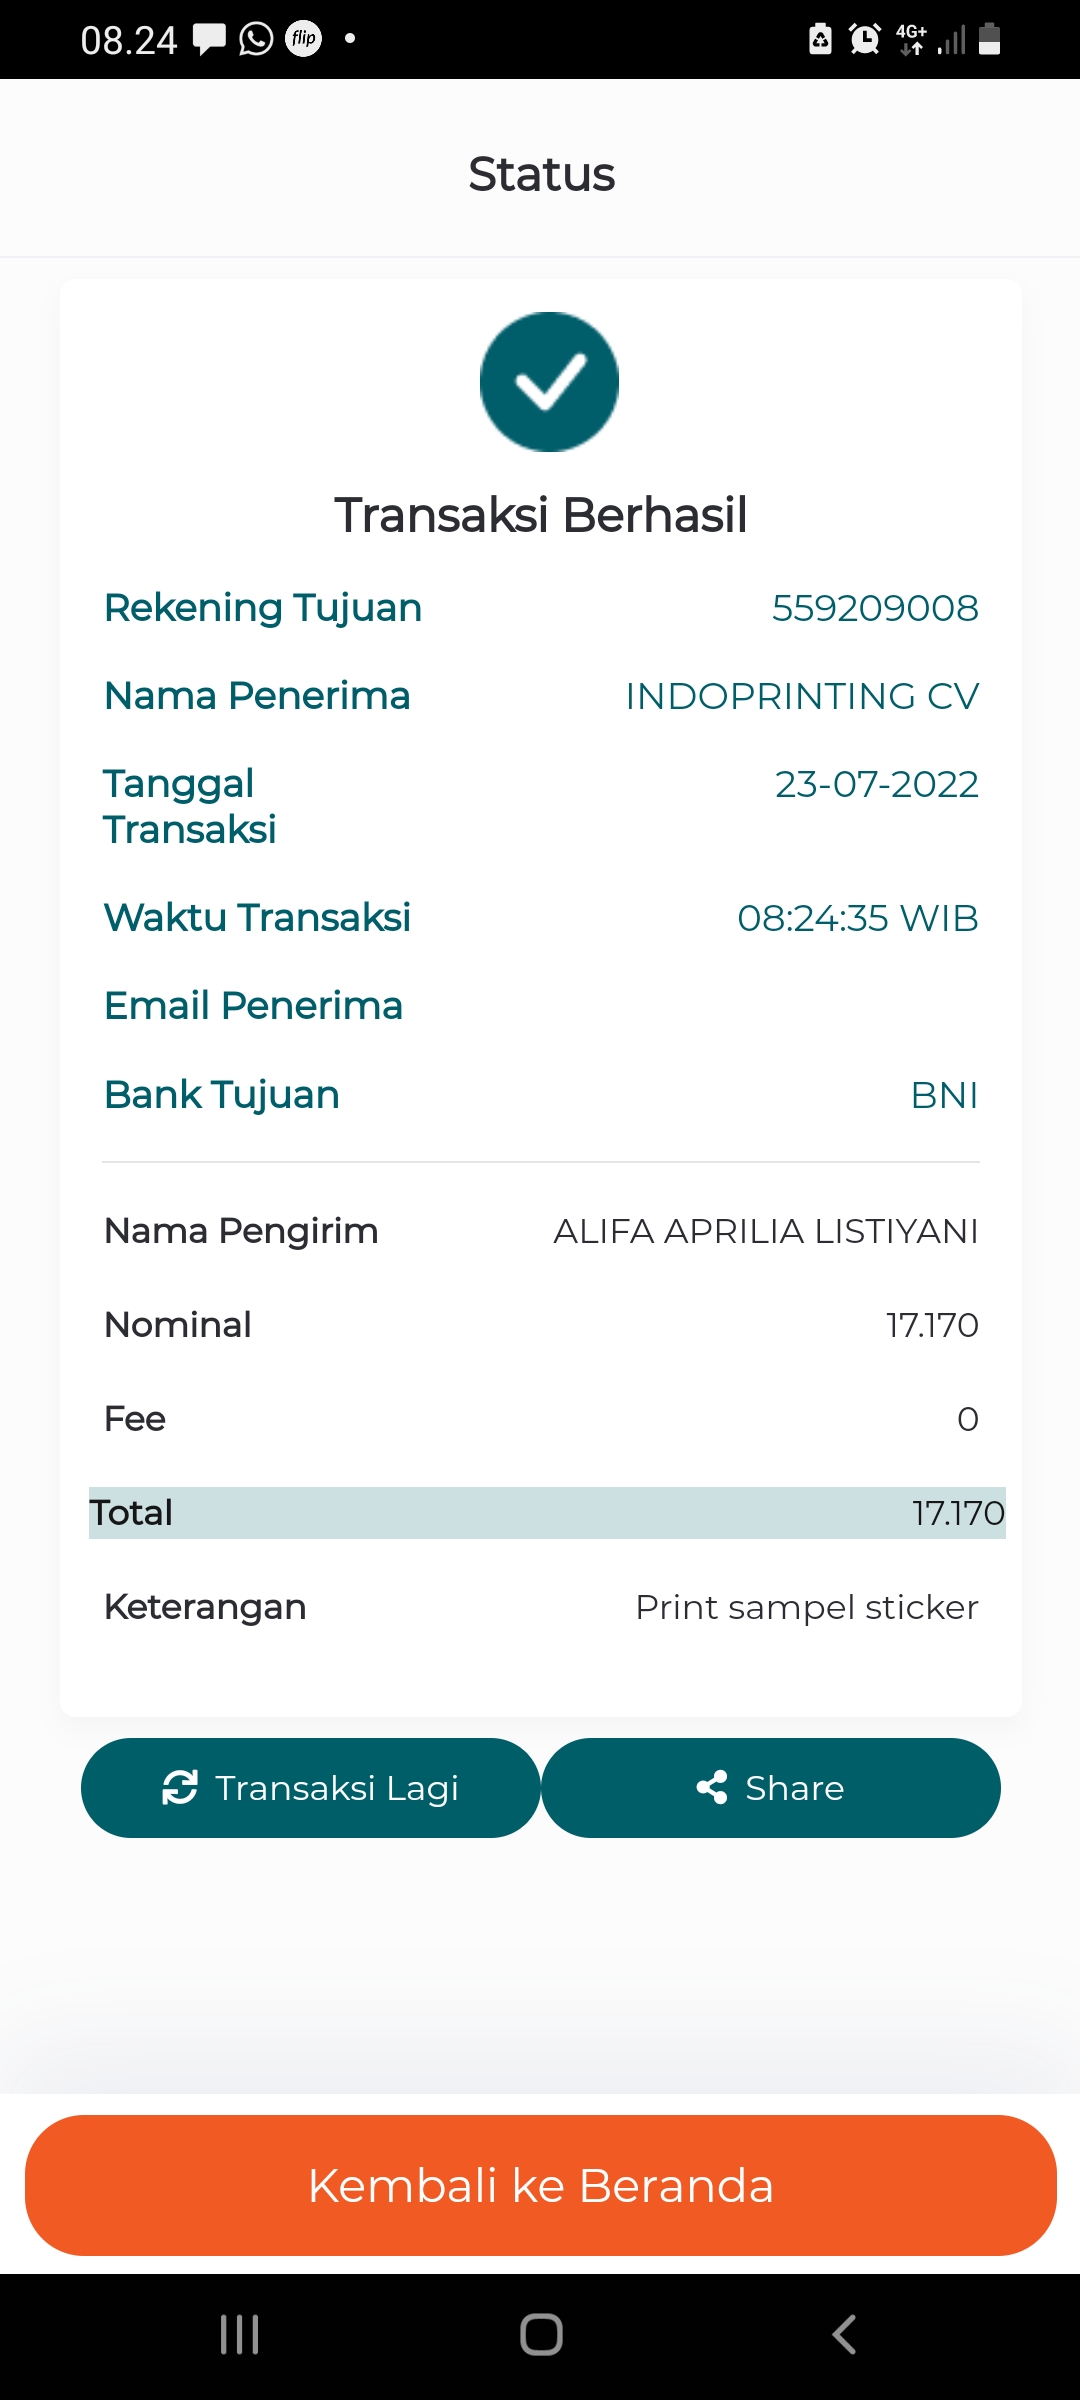 08.24 flip 4G+
Status
Transaksi Berhasil
Rekening Tujuan 559209008
Nama Penerima INDOPRINTING CV
Tanggal 23-07-2022
Transaksi
Waktu Transaksi 08:24:35 WIB
Email Penerima
Bank Tujuan BNI
Nama Pengirim ALIFA APRILIA LISTIYANI
Nominal 17.170
Fee 0
Total 17.170
Keterangan Print sampel sticker
Transaksi Lagi Share
Kembali ke Beranda